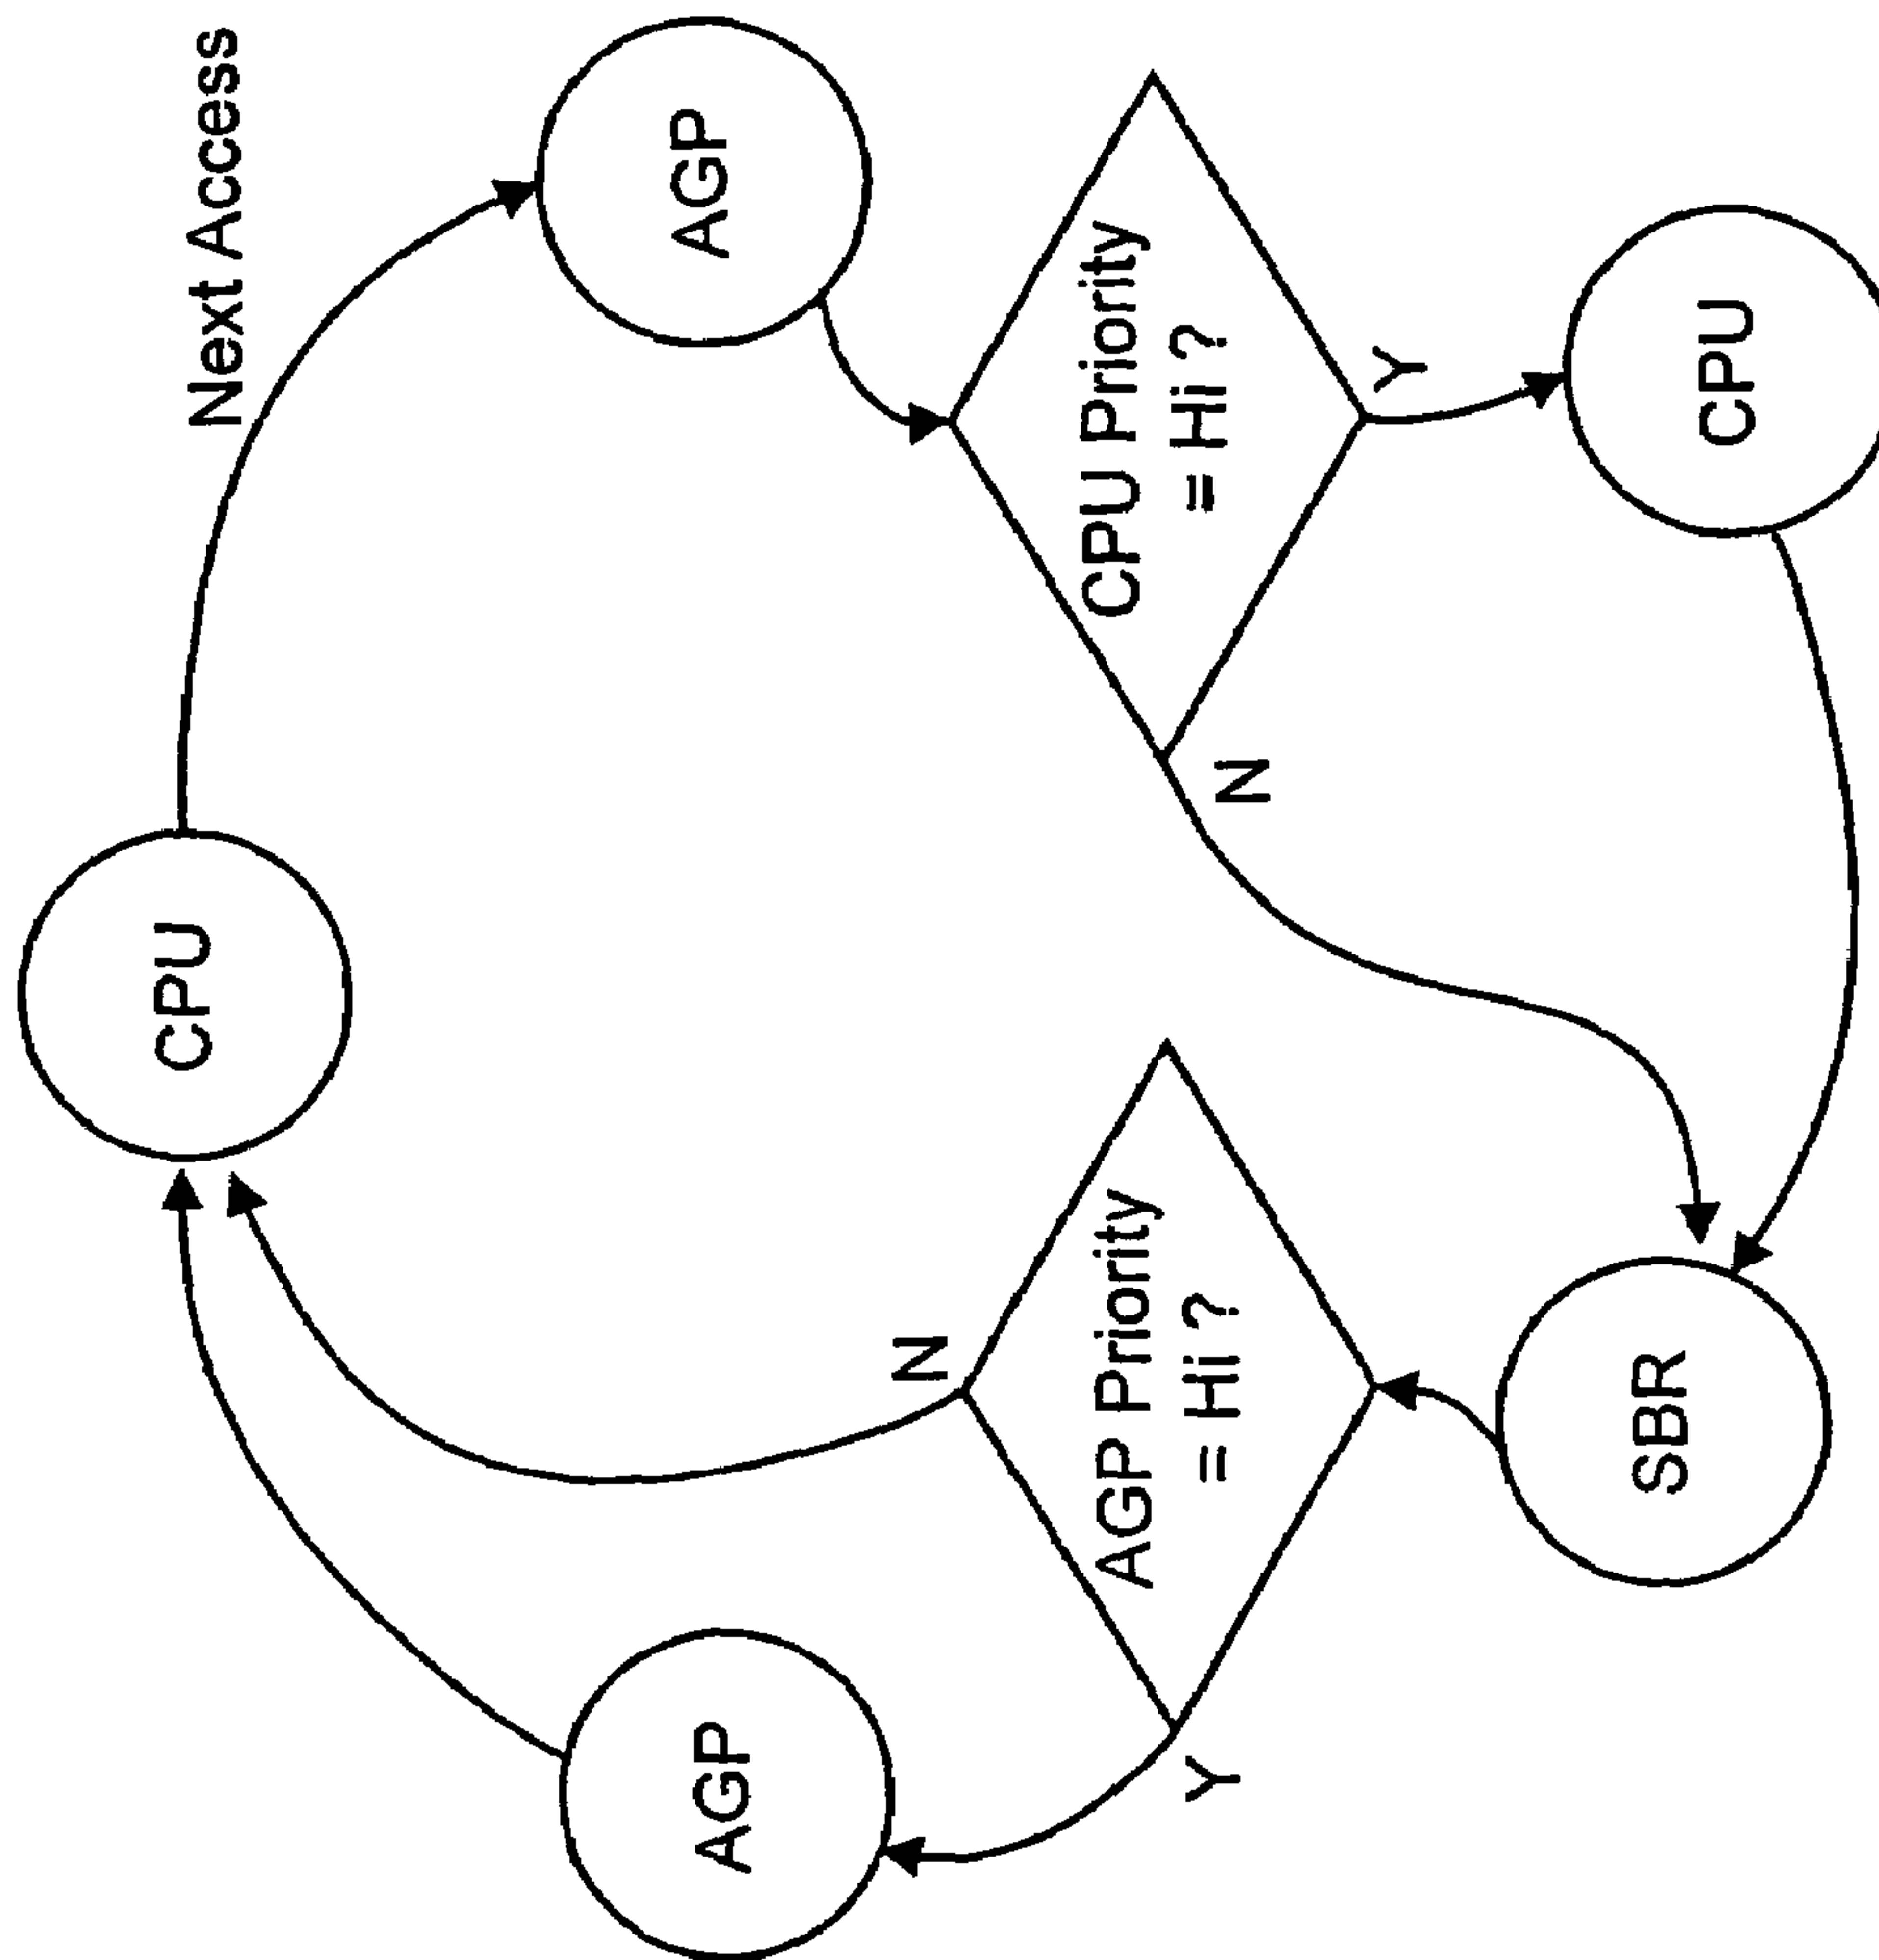 CPU
Next Access
AGP
CPU Priority
= Hi ?
Y
N
CPU
SBR
AGP Priority
= Hi ?
N
Y
AGP